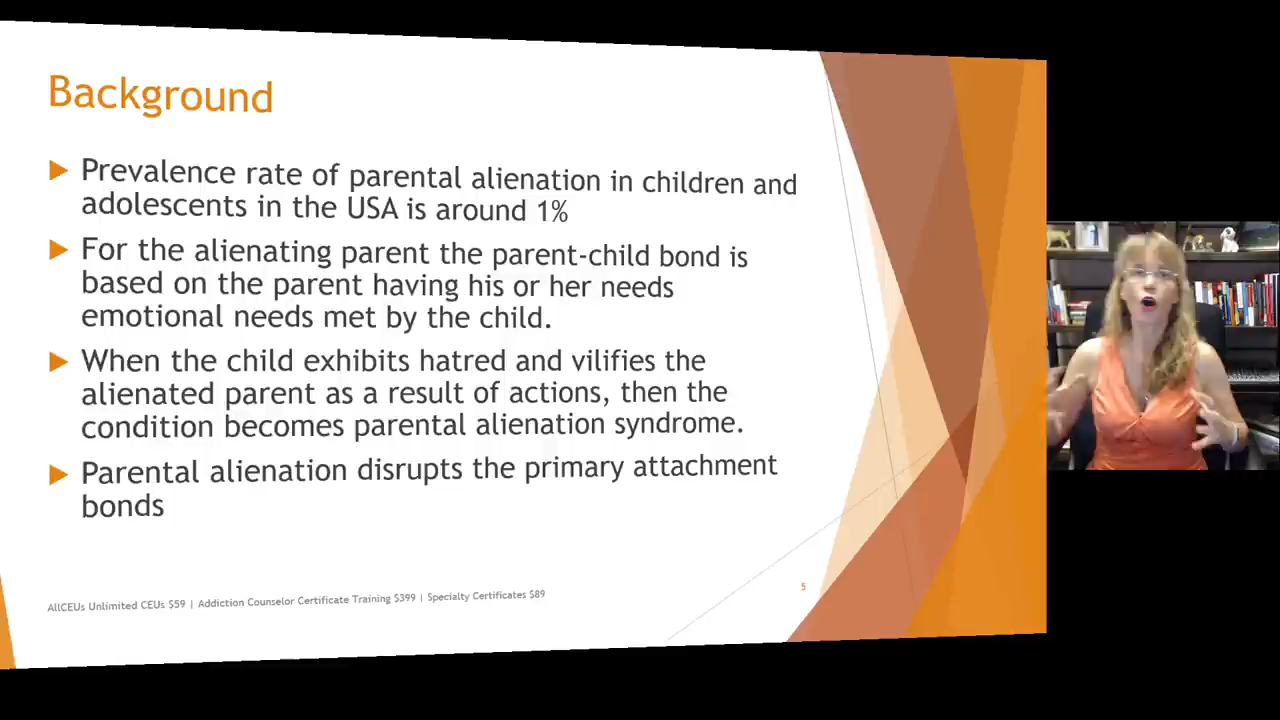 Background
Prevalence rate of parental alienation in children and
adolescents in the USA is around 1%
For the alienating parent the parent-child bond is
based on the parent having his or her needs
emotional needs met by the child.
When the child exhibits hatred and vilifies the
alienated parent as a result of actions, then the
condition becomes parental alienation syndrome.
Parental alienation disrupts the primary attachment
bonds
AllCEUs Unlimited CEUs $59 | Addiction Counselor Certificate Training $399 | Specialty Certificates $89
5